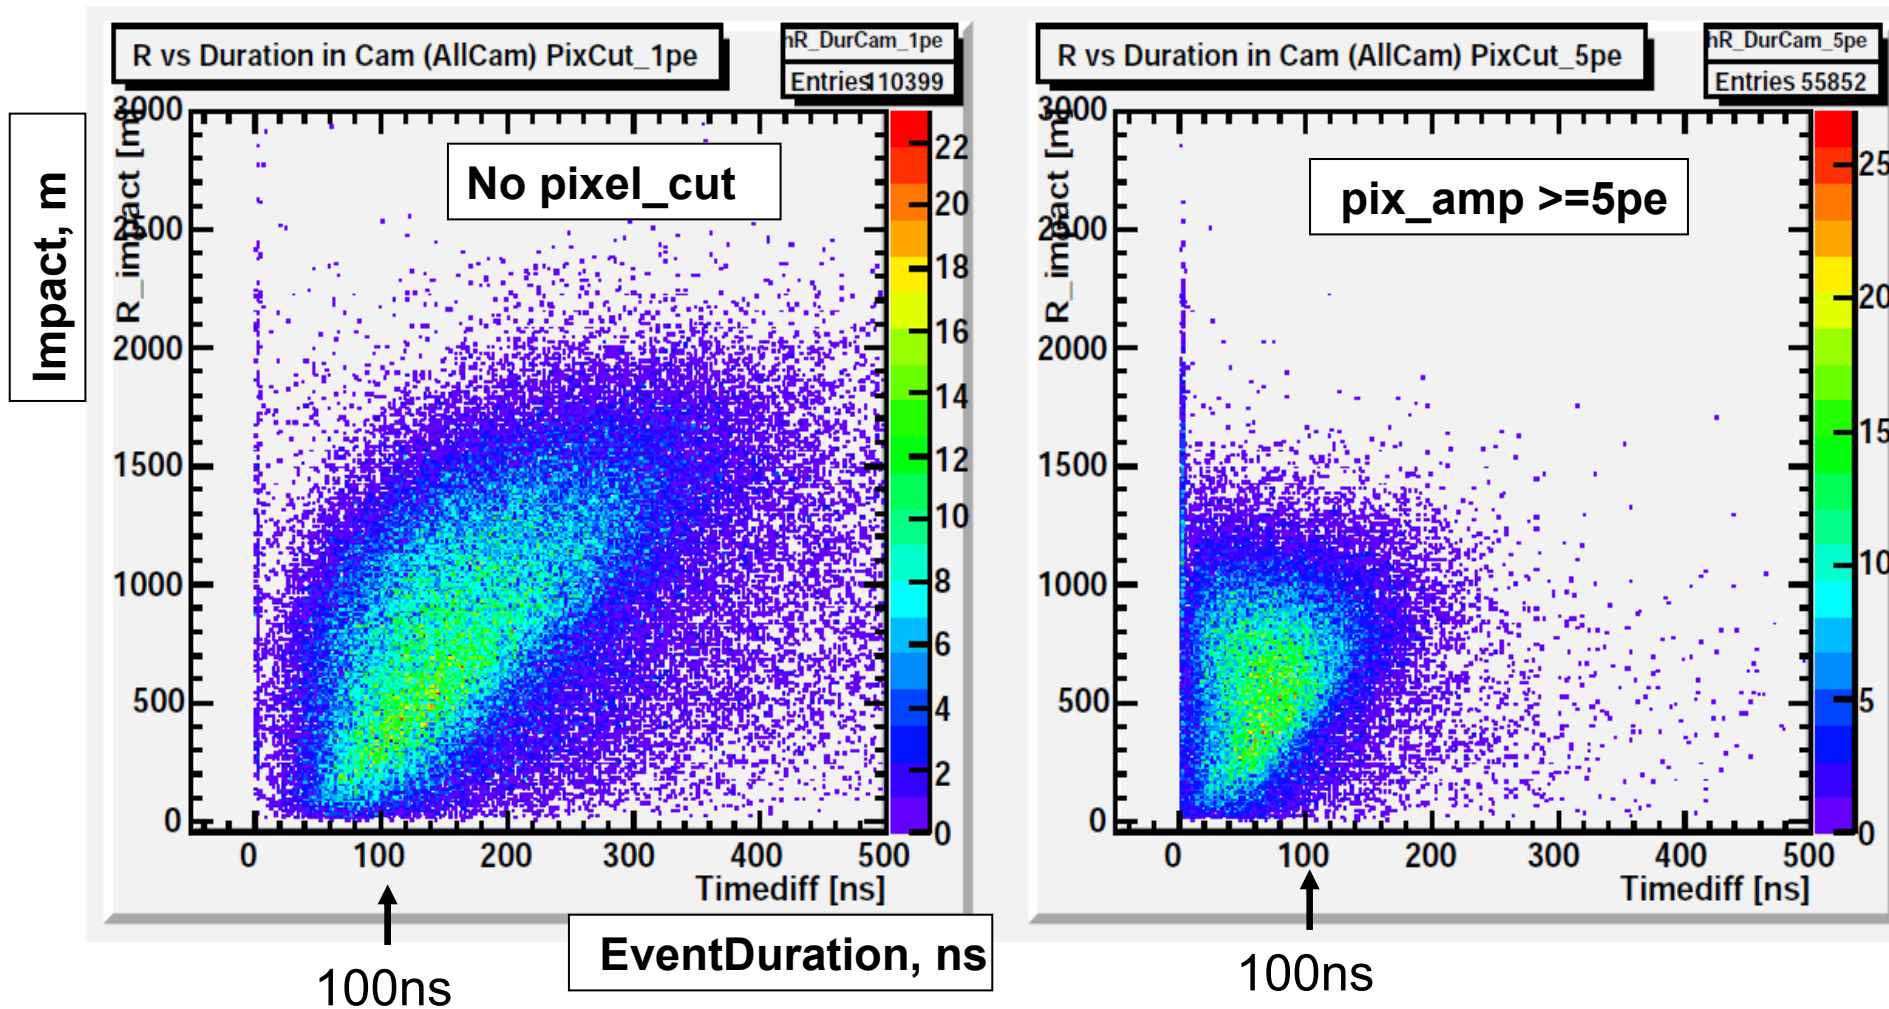 R vs Duration in Cam (AllCam) PixCut_1pe
hR_DurCam_1pe
Entries 110399
R vs Duration in Cam (AllCam) PixCut_5pe
hR_DurCam_5pe
Entries 55852
Impact, m
R_impact [m]
3000
2500
2000
1500
1000
500
0
No pixel_cut
22
20
18
16
14
12
10
8
6
4
2
0
0 100 200 300 400 500
Timediff [ns]
R_impact [m]
3000
2500
2000
1500
1000
500
0
pix_amp >=5pe
25
20
15
10
5
0
0 100 200 300 400 500
Timediff [ns]
EventDuration, ns
100ns
100ns